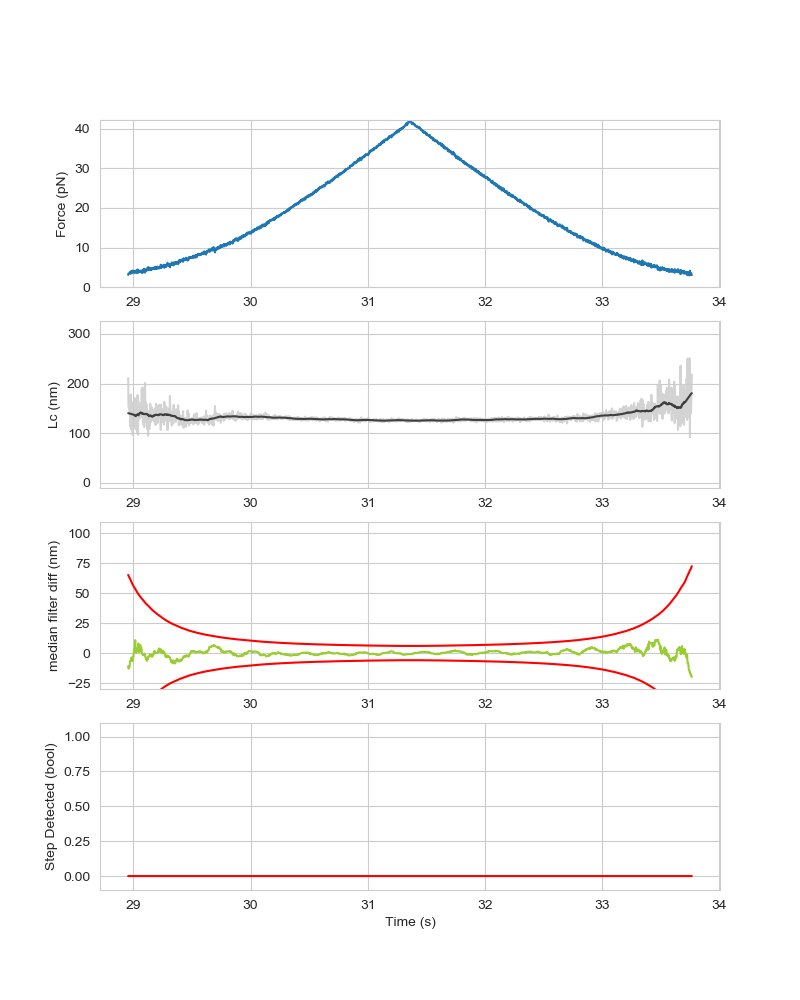 Force (pN)
40
30
20
10
0
29 30 31 32 33 34
Lc (nm)
300
200
100
0
29 30 31 32 33 34
median filter diff (nm)
100
75
50
25
0
−25
29 30 31 32 33 34
Step Detected (bool)
1.00
0.75
0.50
0.25
0.00
29 30 31 32 33 34
Time (s)